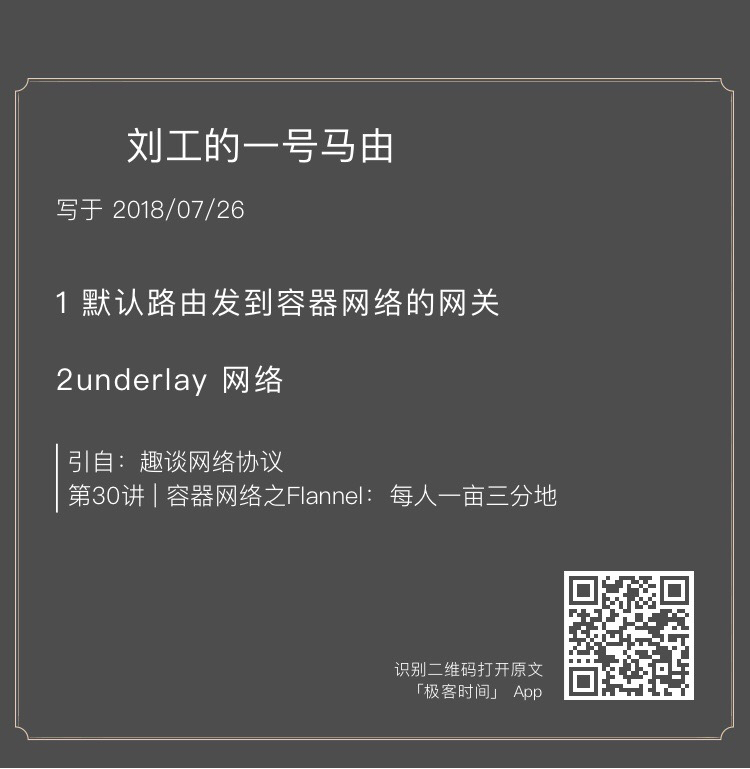 刘工的一号马由
写于 2018/07/26
1 默认路由发到容器网络的网关
2underlay 网络
引自：趣谈网络协议
第30讲 | 容器网络之Flannel：每人一亩三分地
识别二维码打开原文
「极客时间」 App